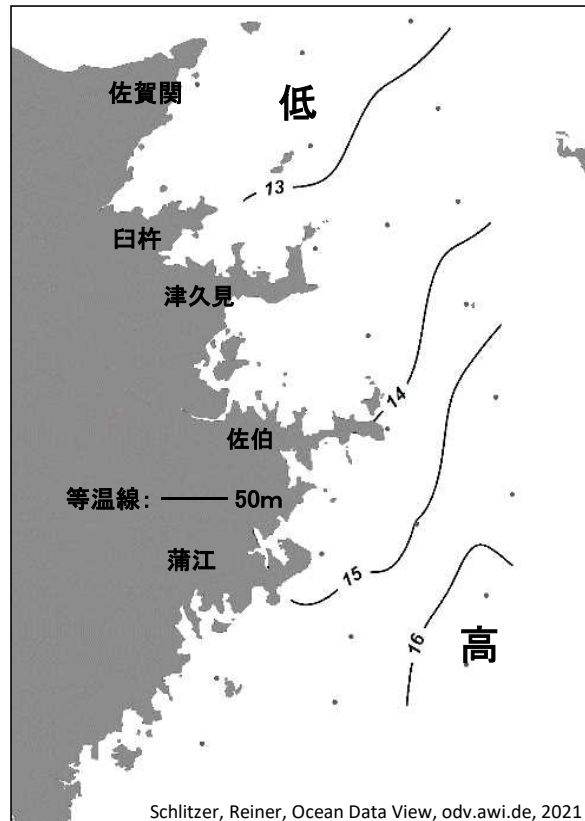 佐賀関
低
13
臼杵
津久見
14
佐伯
等温線： 50m
蒲江
15
16
高
Schlitzer, Reiner, Ocean Data View, odv.awi.de, 2021